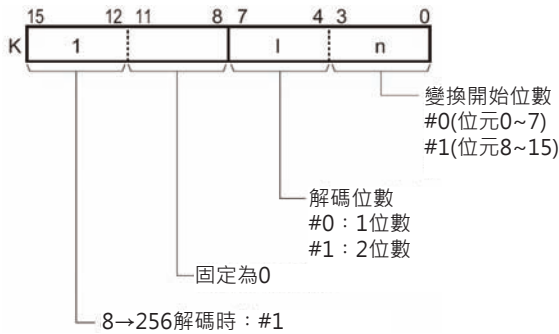 15 12 11 8 7 4 3 0
K 1 l n
變換開始位數
#0(位元0~7)
#1(位元8~15)
解碼位數
#0：1位數
#1：2位數
固定為0
8→256解碼時：#1